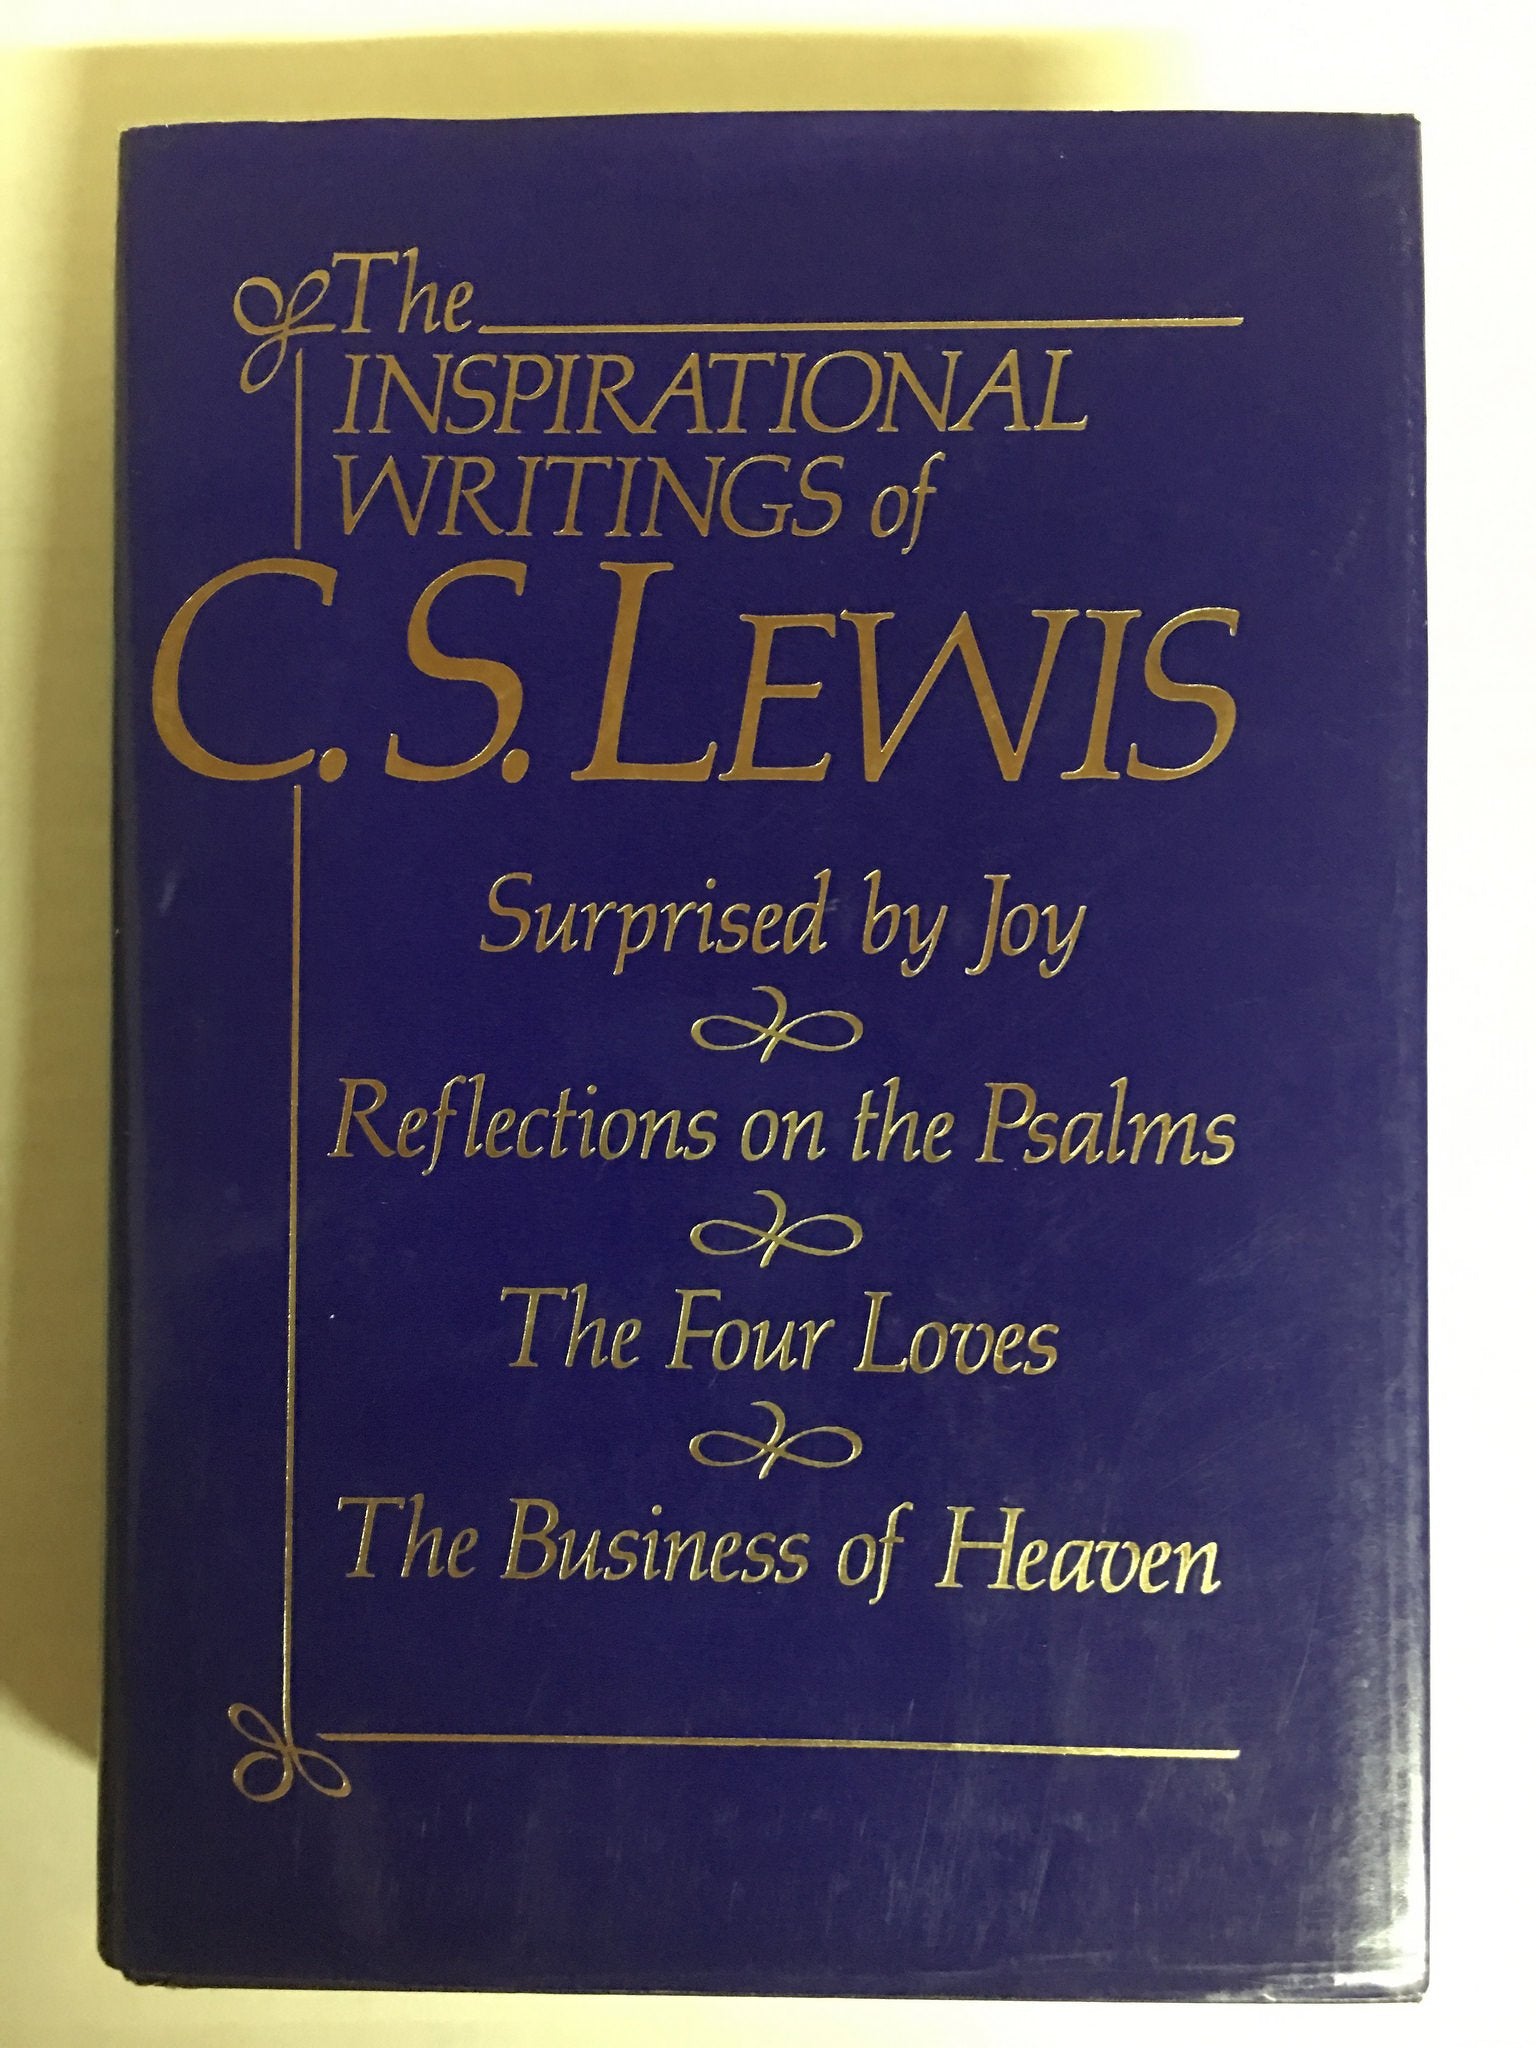 The
INSPIRATIONAL
WRITINGS of
C. S. LEWIS
Surprised by Joy
Reflections on the Psalms
The Four Loves
The Business of Heaven